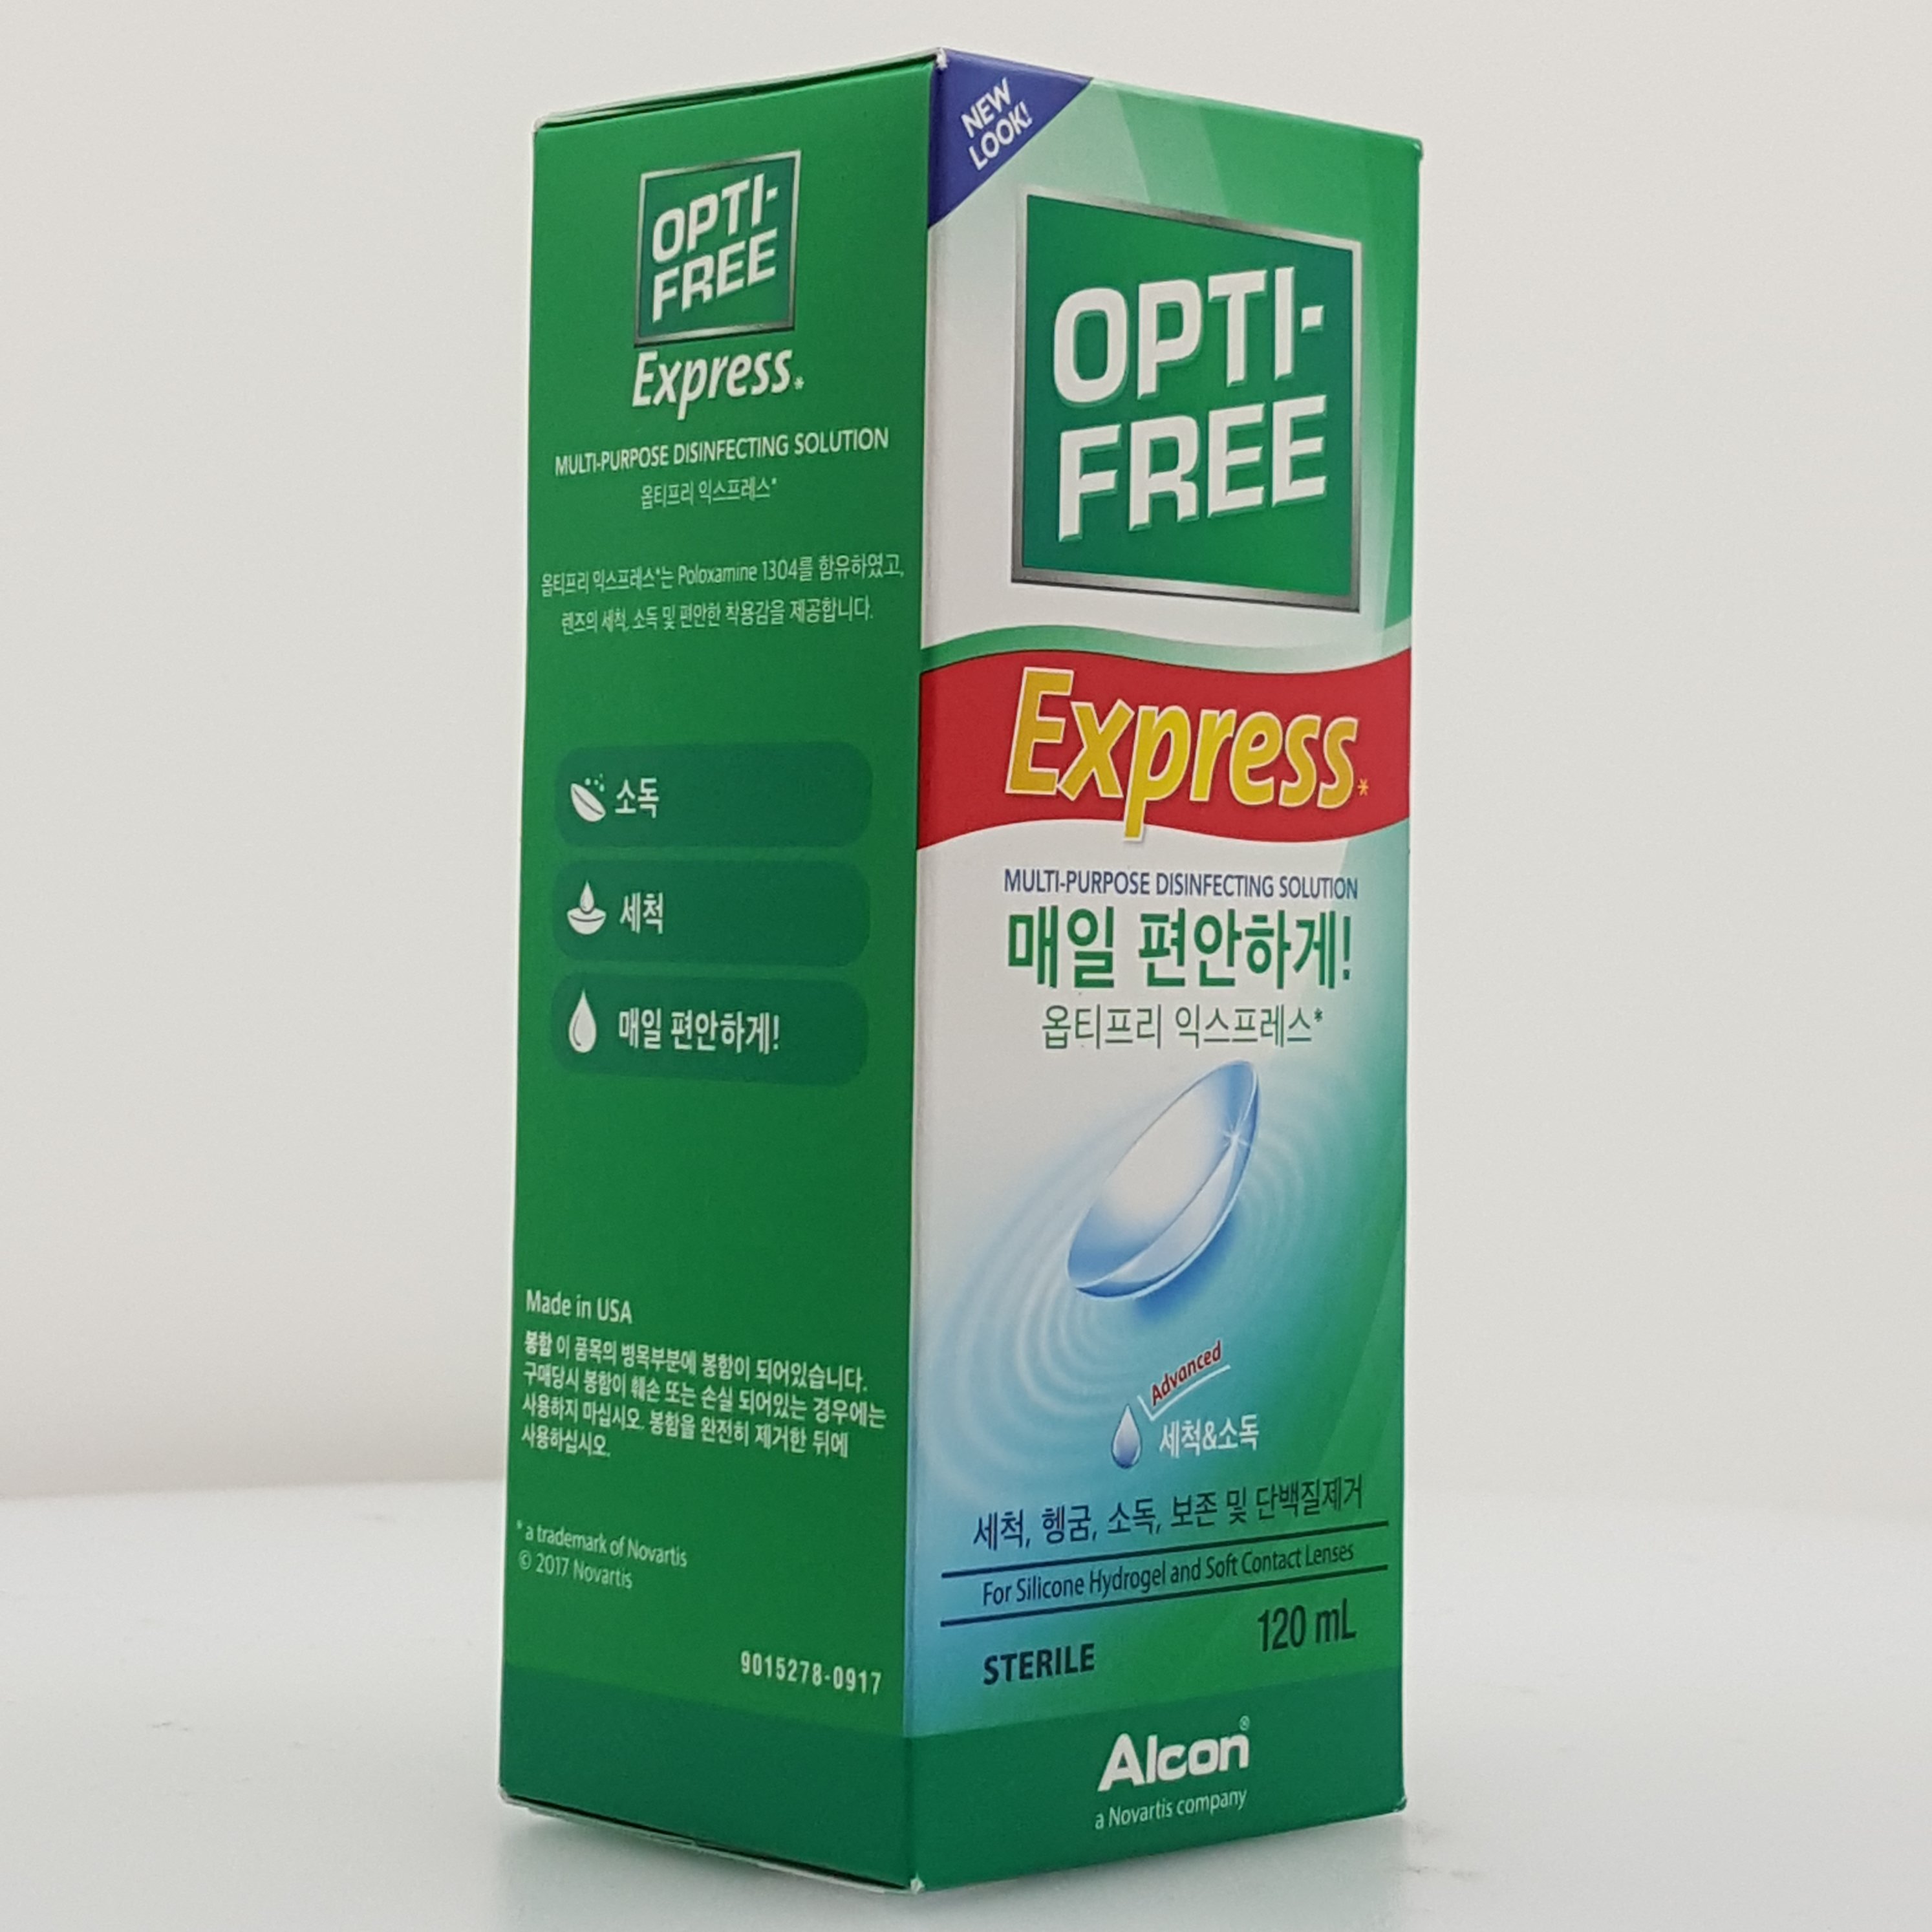 OPTI-
FREE
Express*
MULTI-PURPOSE DISINFECTING SOLUTION
옵티프리 익스프레스*
옵티프리 익스프레스*는 Poloxamine 1304를 함유하였고,
렌즈의 세척, 소독 및 편안한 착용감을 제공합니다.
소독
세척
매일 편안하게!
Made in USA
봉함 이 품목의 병목부분에 봉함이 되어있습니다.
구매당시 봉함이 훼손 또는 손실 되어있는 경우에는
사용하지 마십시오. 봉함을 완전히 제거한 뒤에
사용하십시오.
* a trademark of Novartis
© 2017 Novartis
9015278-0917
NEW
LOOK!
OPTI-
FREE
Express*
MULTI-PURPOSE DISINFECTING SOLUTION
매일 편안하게!
옵티프리 익스프레스*
Advanced
세척&소독
세척, 헹굼, 소독, 보존 및 단백질제거
For Silicone Hydrogel and Soft Contact Lenses
120 mL
STERILE
Alcon®
a Novartis company